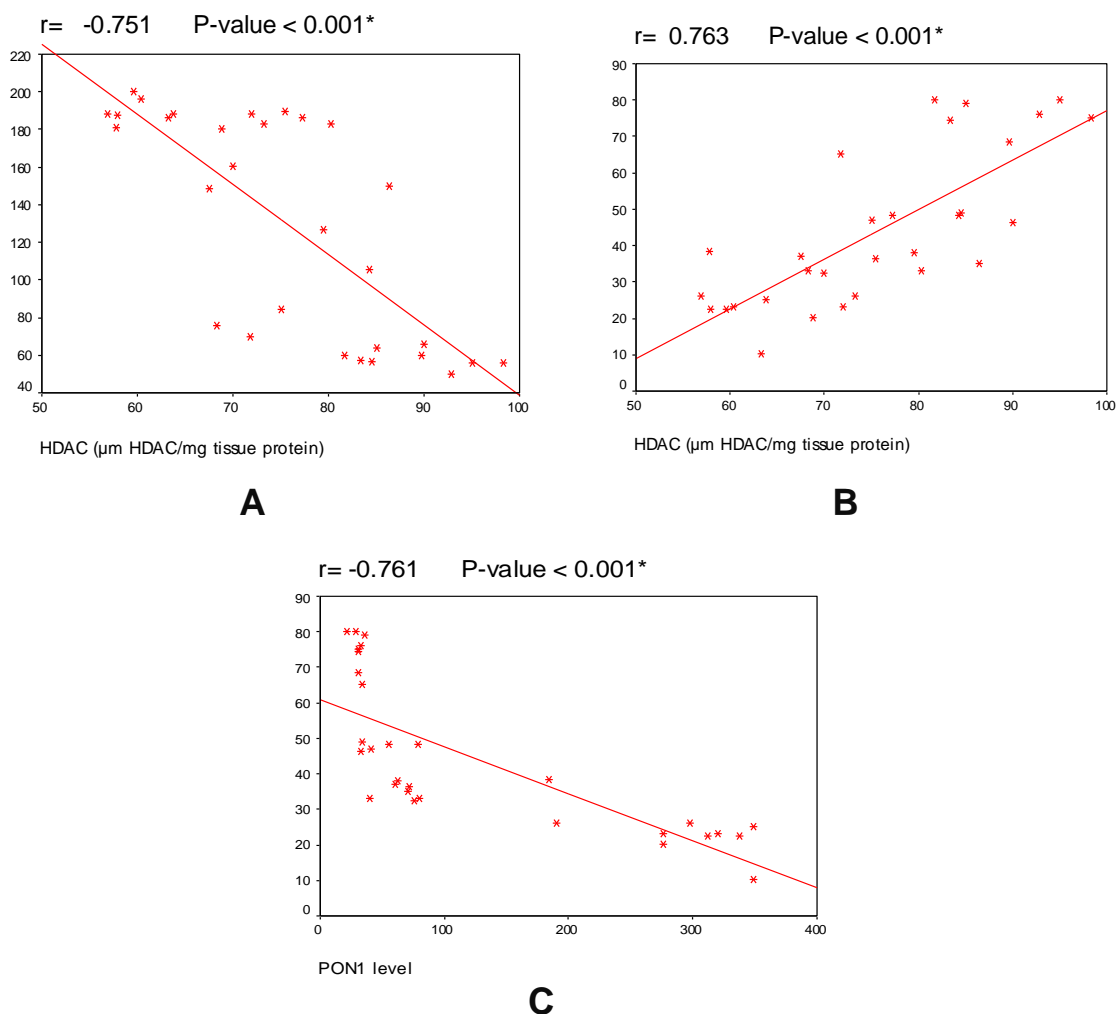 r= -0.751 P-value < 0.001*
220
200
180
160
140
120
100
80
60
40
50 60 70 80 90 100
HDAC (µm HDAC/mg tissue protein)
A
r= 0.763 P-value < 0.001*
90
80
70
60
50
40
30
20
10
0
50 60 70 80 90 100
HDAC (µm HDAC/mg tissue protein)
B
r= -0.761 P-value < 0.001*
90
80
70
60
50
40
30
20
10
0
0 100 200 300 400
PON1 level
C